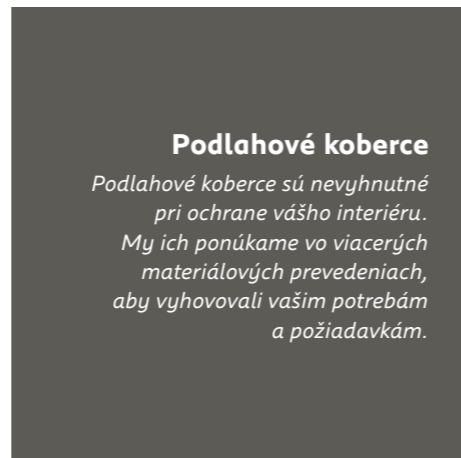 Podlahové koberce
Podlahové koberce sú nevyhnutné
pri ochrane vášho interiéru.
My ich ponúkame vo viacerých
materiálových prevedeniach,
aby vyhovovali vašim potrebám
a požiadavkám.